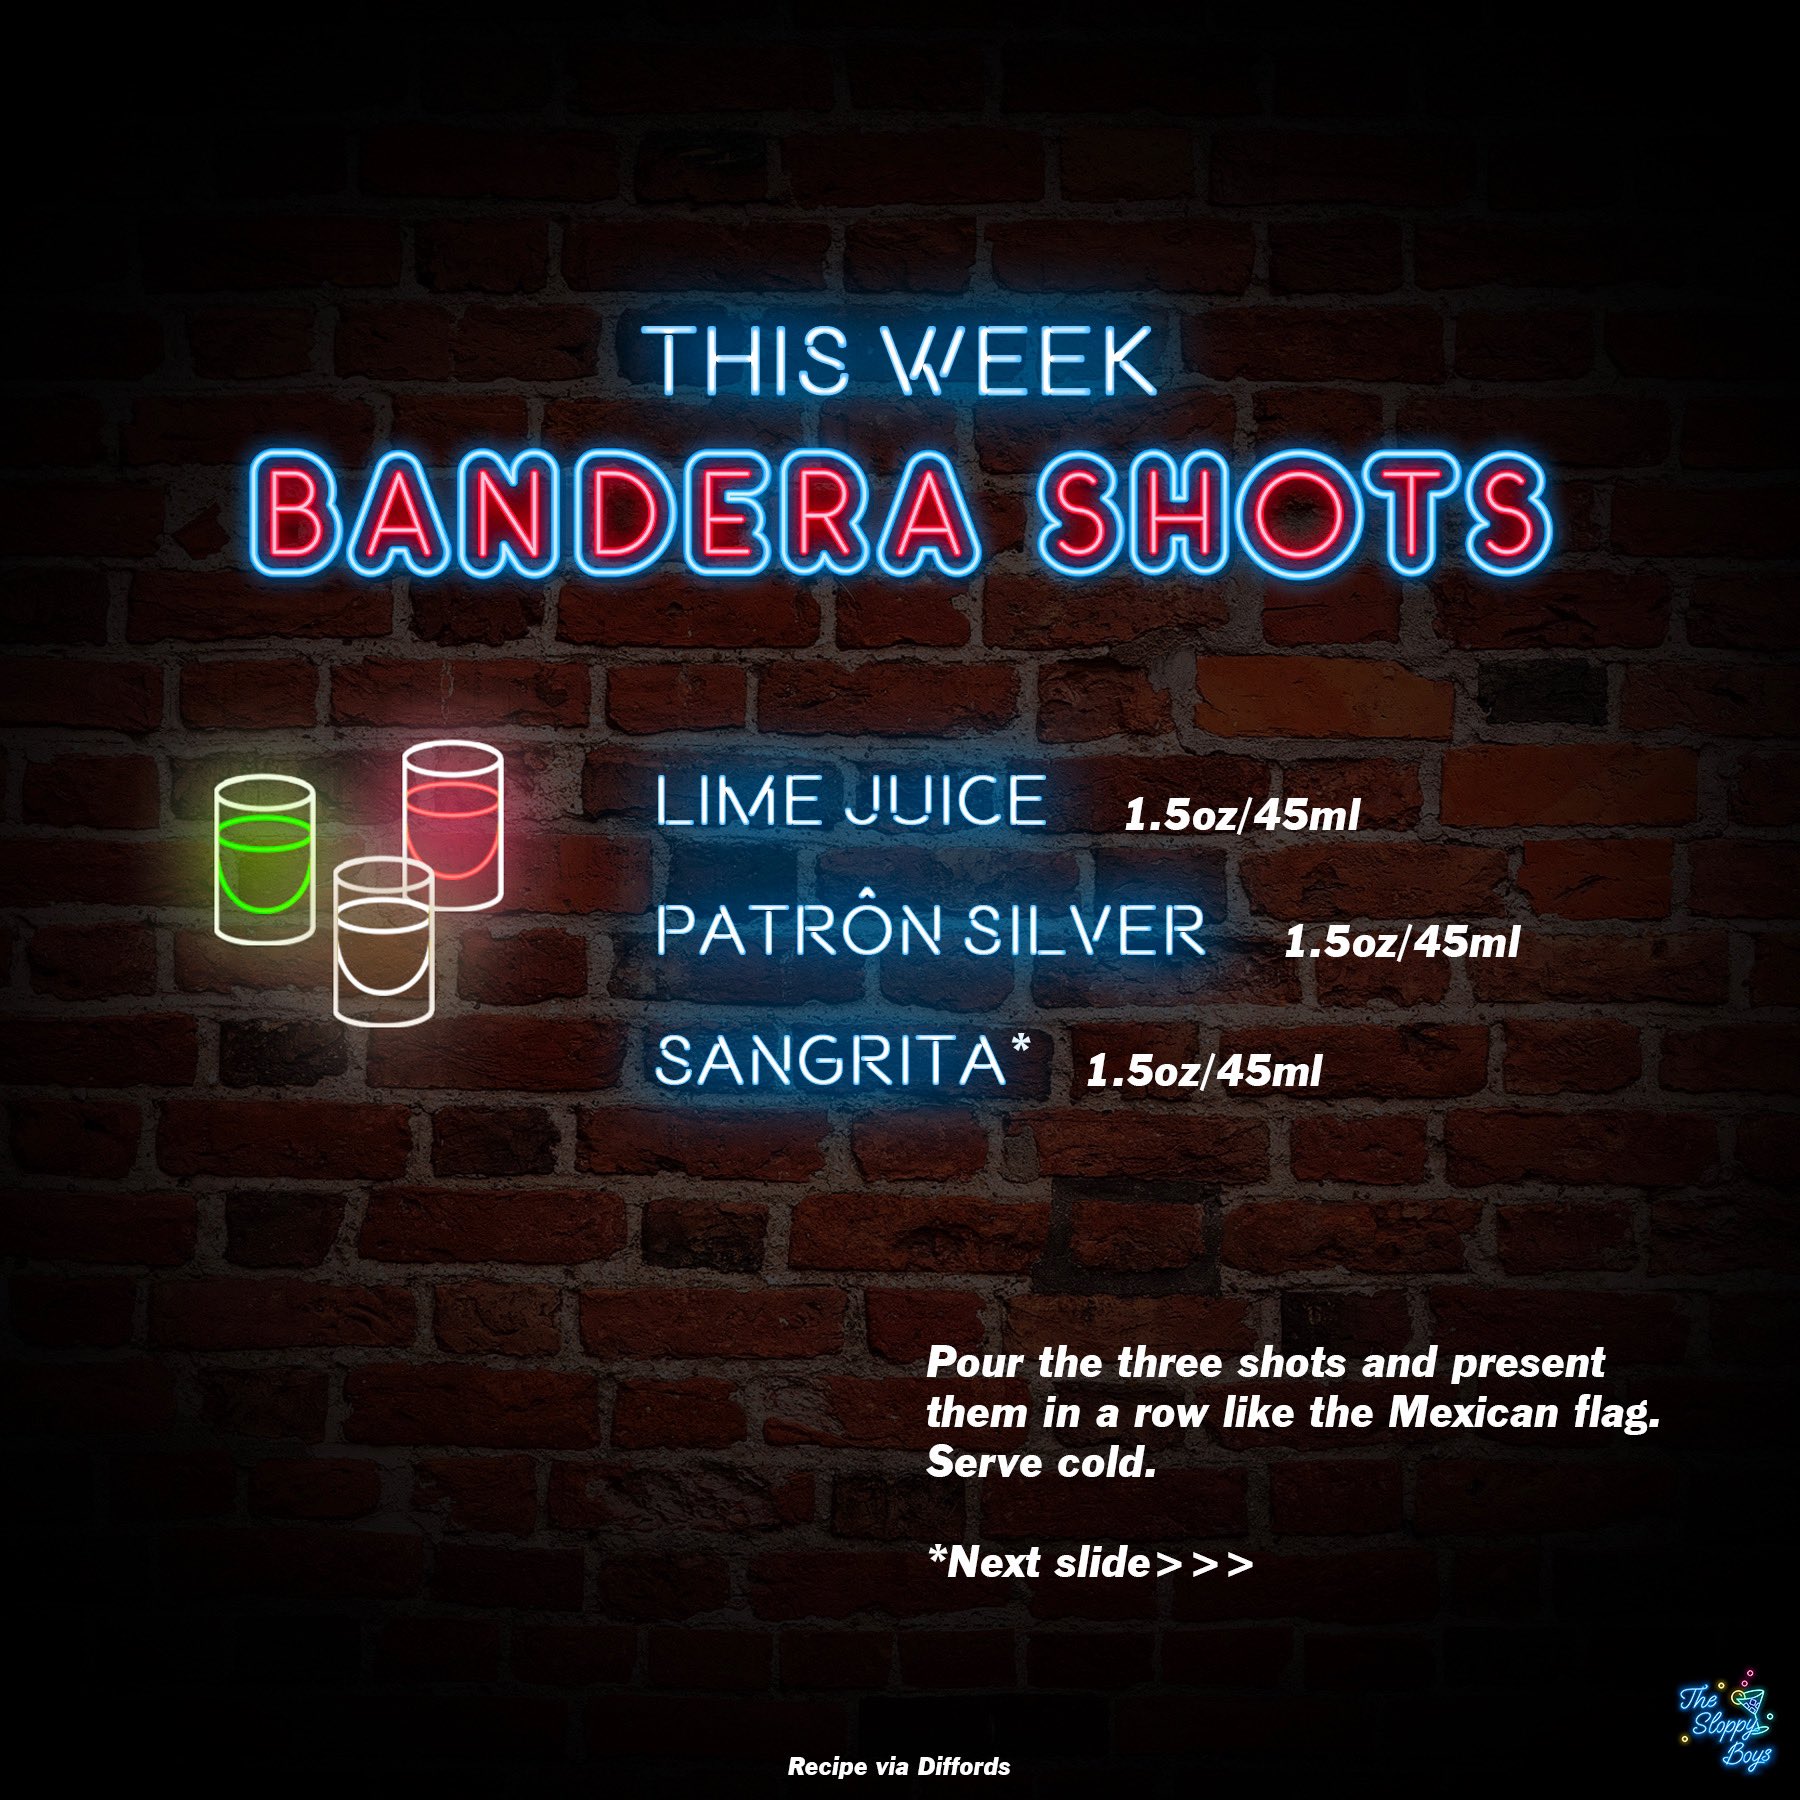 THIS WEEK
BANDERA SHOTS
LIME JUICE 1.5oz/45ml
PATRÔN SILVER 1.5oz/45ml
SANGRITA* 1.5oz/45ml
Pour the three shots and present
them in a row like the Mexican flag.
Serve cold.
*Next slide>>>
The
Sloppy
Boys
Recipe via Diffords